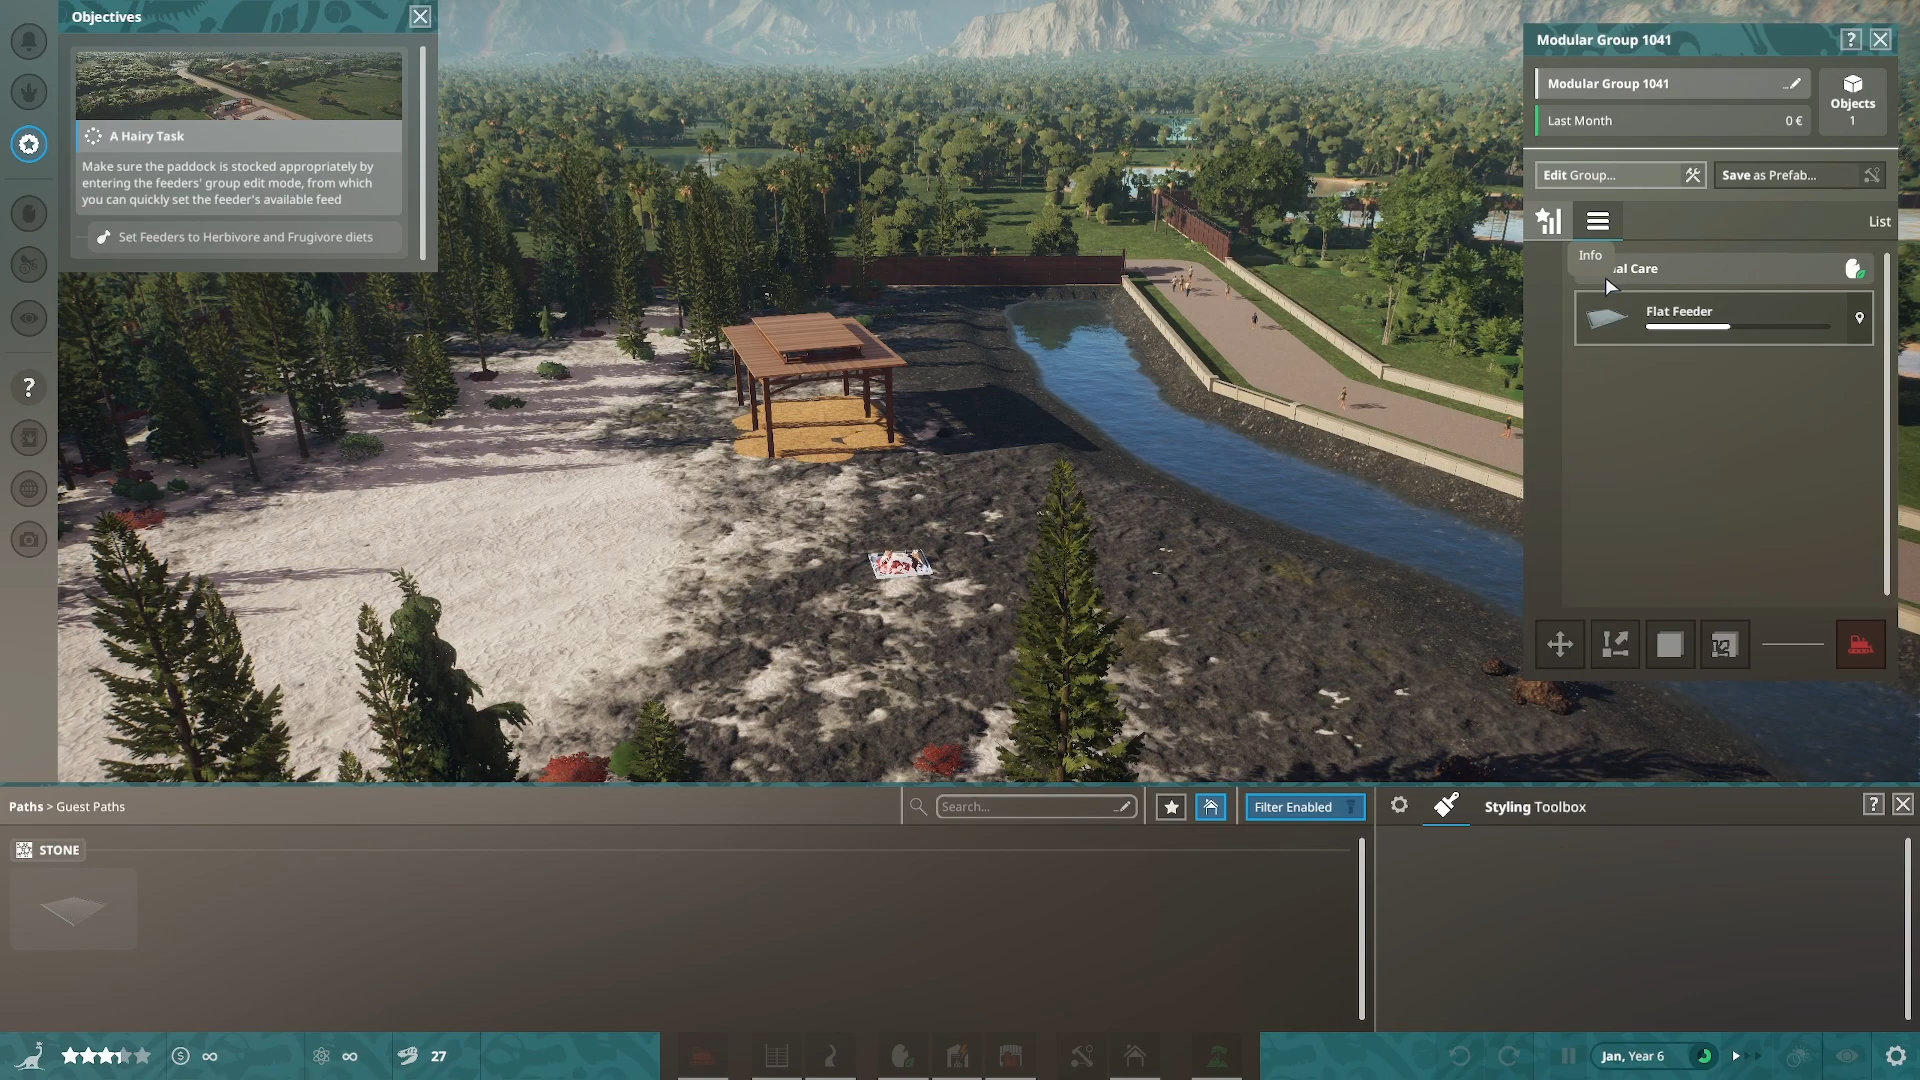 Objectives
A Hairy Task
Make sure the paddock is stocked appropriately by
entering the feeders' group edit mode, from which
you can quickly set the feeder's available feed
Set Feeders to Herbivore and Frugivore diets
?
Modular Group 1041
?
Modular Group 1041
Last Month 0 €
Objects
1
Edit Group...
Save as Prefab...
List
Info
al Care
Flat Feeder
Paths > Guest Paths
Search...
Filter Enabled
Styling Toolbox
?
STONE
∞
∞
27
Jan, Year 6